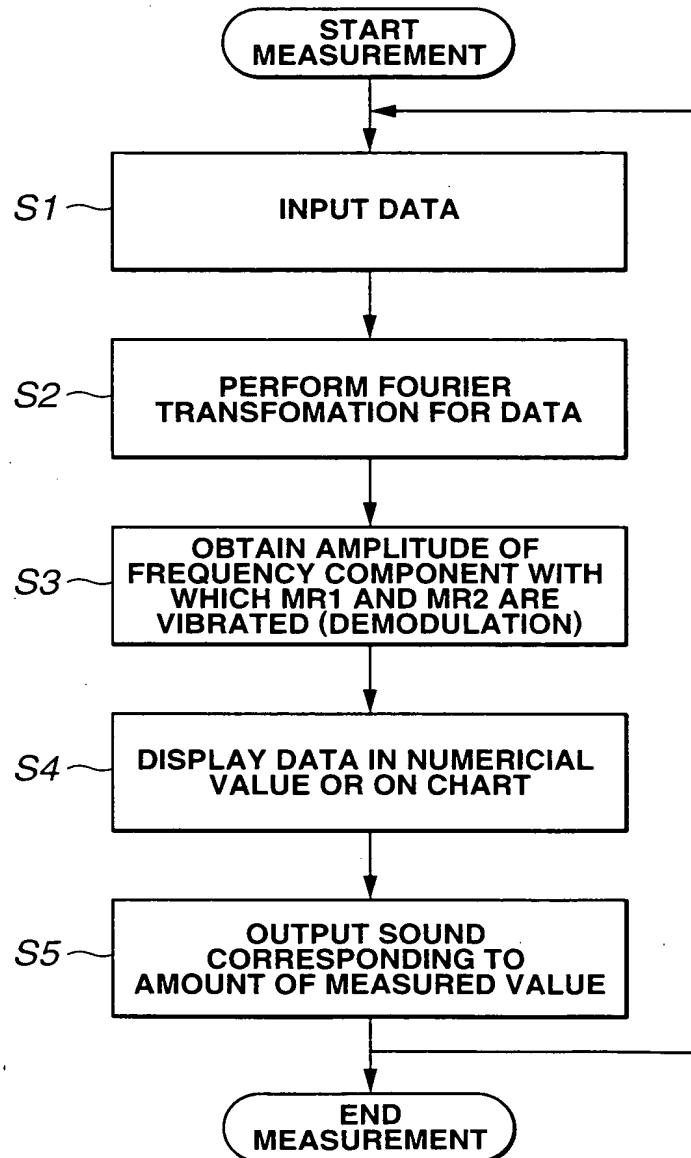 START
MEASUREMENT
S1
INPUT DATA
S2
PERFORM FOURIER
TRANSFOMATION FOR DATA
S3
OBTAIN AMPLITUDE OF
FREQUENCY COMPONENT WITH
WHICH MR1 AND MR2 ARE
VIBRATED (DEMODULATION)
S4
DISPLAY DATA IN NUMERICIAL
VALUE OR ON CHART
S5
OUTPUT SOUND
CORRESPONDING TO
AMOUNT OF MEASURED VALUE
END
MEASUREMENT